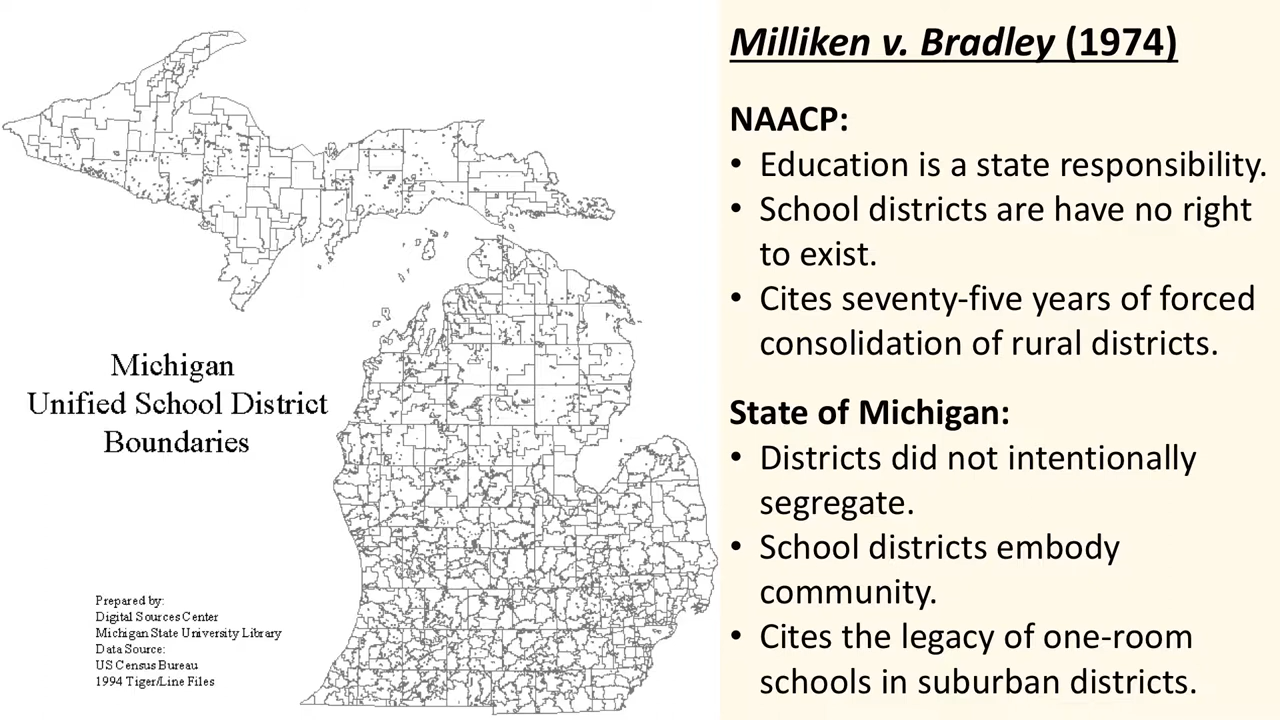 Milliken v. Bradley (1974)
NAACP:
• Education is a state responsibility.
• School districts are have no right
to exist.
• Cites seventy-five years of forced
consolidation of rural districts.
State of Michigan:
• Districts did not intentionally
segregate.
• School districts embody
community.
• Cites the legacy of one-room
schools in suburban districts.
Michigan
Unified School District
Boundaries
Prepared by:
Digital Sources Center
Michigan State University Library
Data Source:
US Census Bureau
1994 Tiger/Line Files